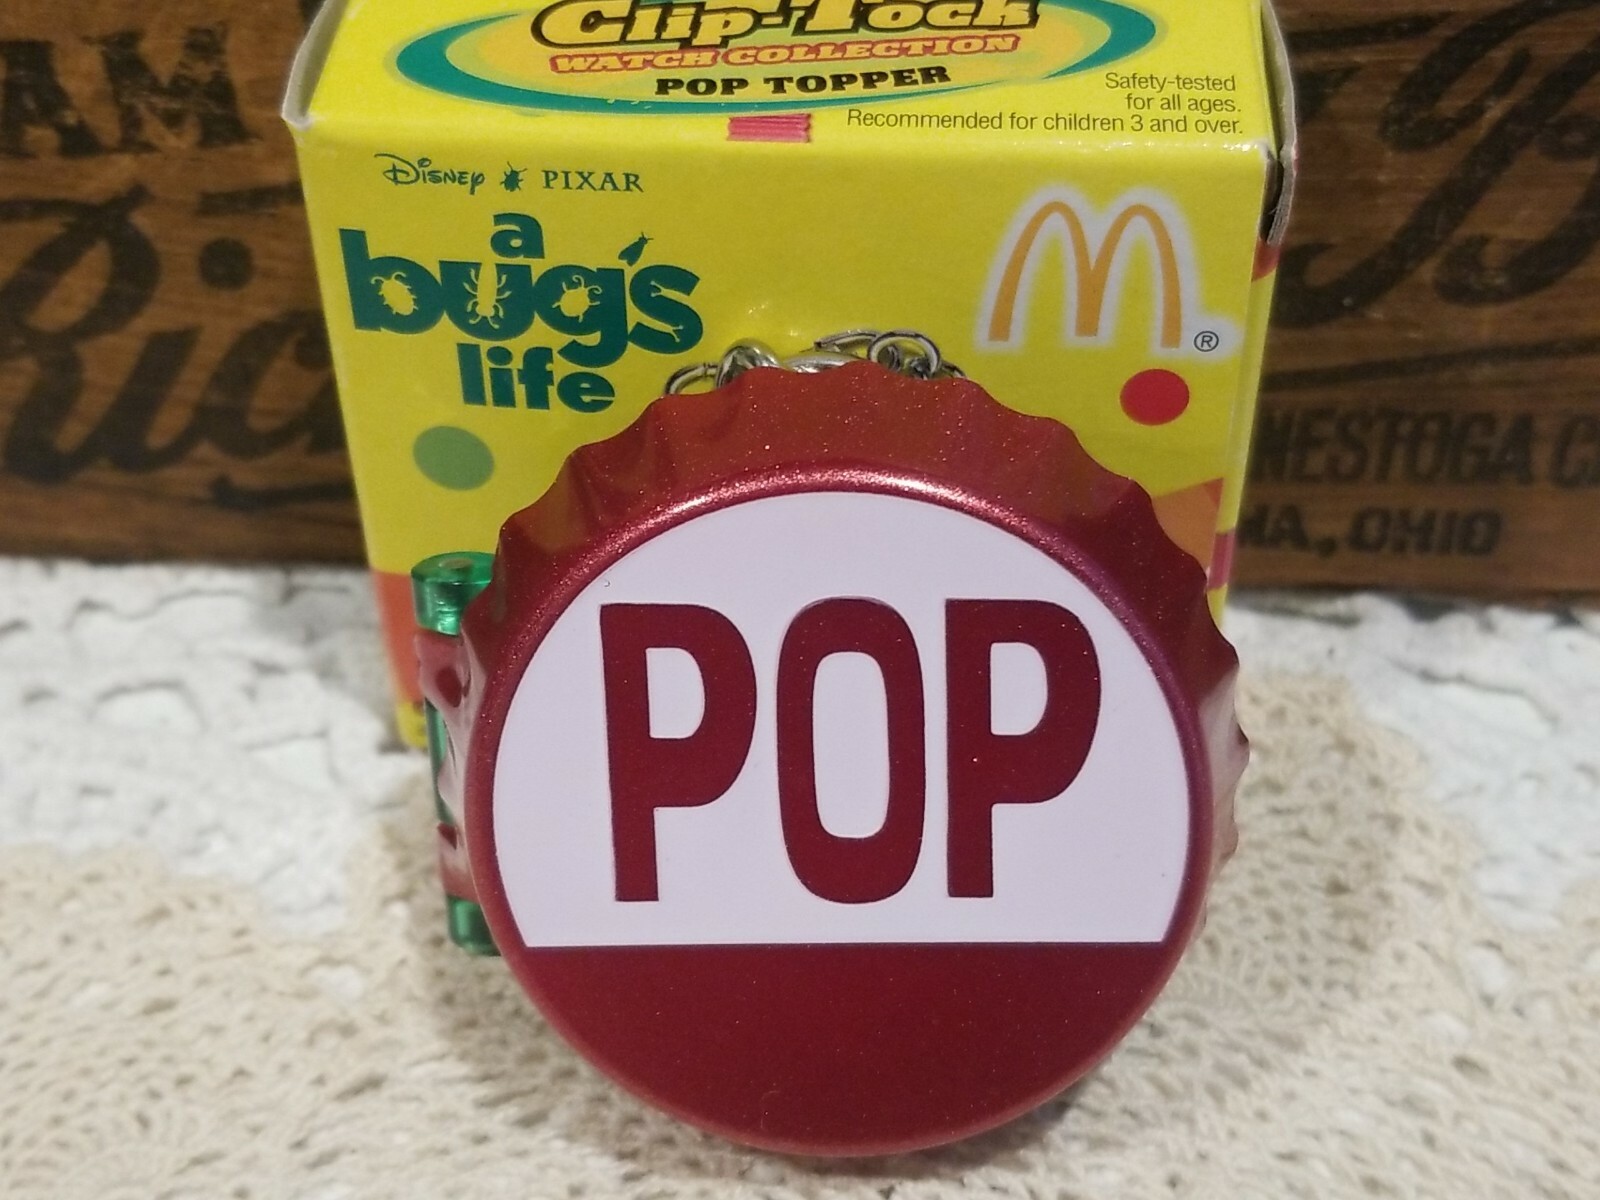 Clip-Tock
WATCH COLLECTION
POP TOPPER
Safety-tested
for all ages.
Recommended for children 3 and over.
Disney PIXAR
a
bug's
life
M®
POP
AM
NESTOGA
OHIO